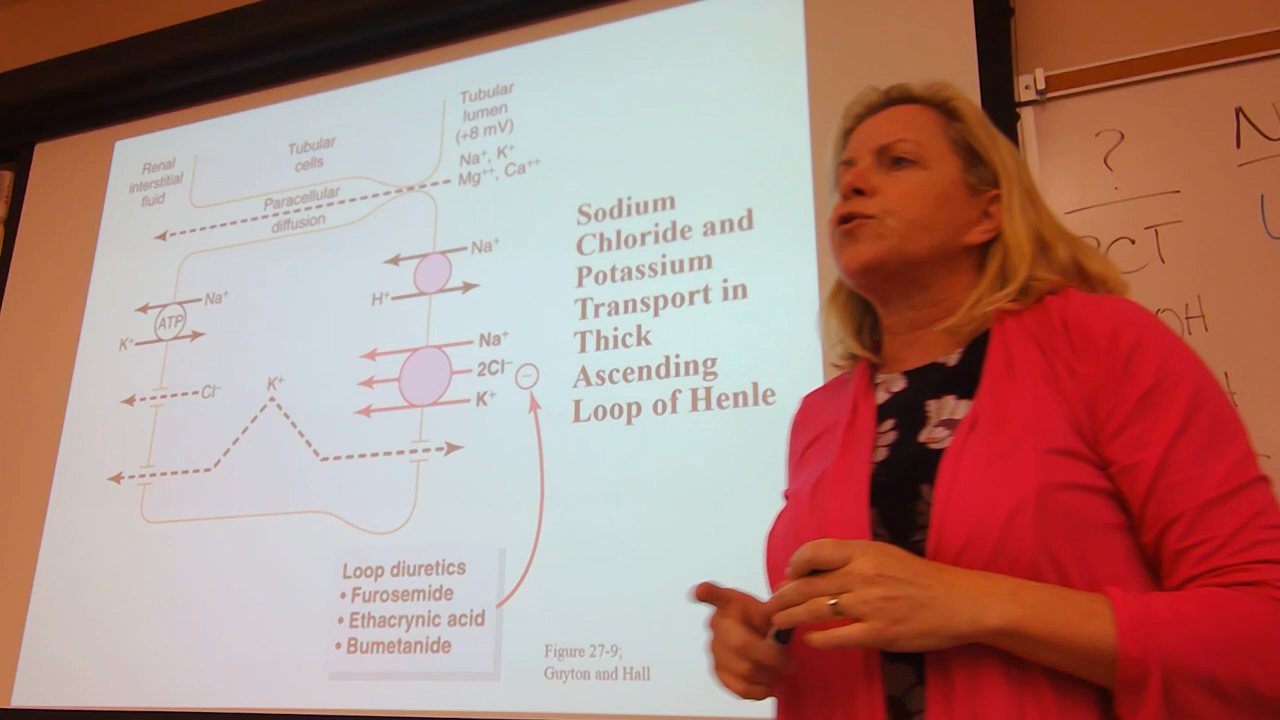 Renal
interstitial
fluid
Tubular
cells
Tubular
lumen
(+8 mV)
Na⁺, K⁺
Mg⁺⁺, Ca⁺⁺
Paracellular
diffusion
Na⁺
H⁺
Na⁺
ATP
K⁺
Na⁺
2Cl⁻
K⁺
−
Cl⁻
K⁺
Sodium
Chloride and
Potassium
Transport in
Thick
Ascending
Loop of Henle
Loop diuretics
• Furosemide
• Ethacrynic acid
• Bumetanide
Figure 27-9;
Guyton and Hall
?
N